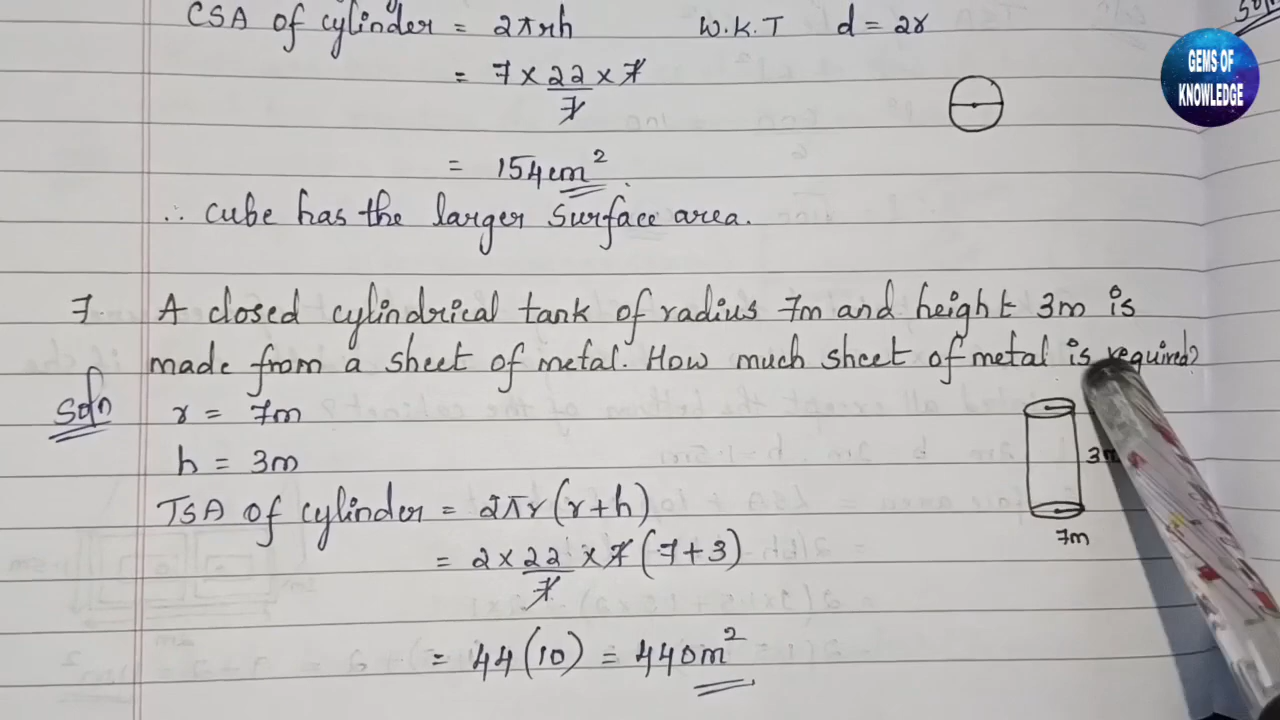 CSA of cylinder = 2πrh W.K.T d = 2r
= 7 × 22/7 × 7
= 154cm²
∴ cube has the larger surface area.
7 A closed cylindrical tank of radius 7m and height 3m is
made from a sheet of metal. How much sheet of metal is required?
Soln r = 7m
h = 3m
3m
TSA of cylinder = 2πr(r+h)
7m
= 2 × 22/7 × 7 (7+3)
= 44(10) = 440m²
GEMS OF
KNOWLEDGE